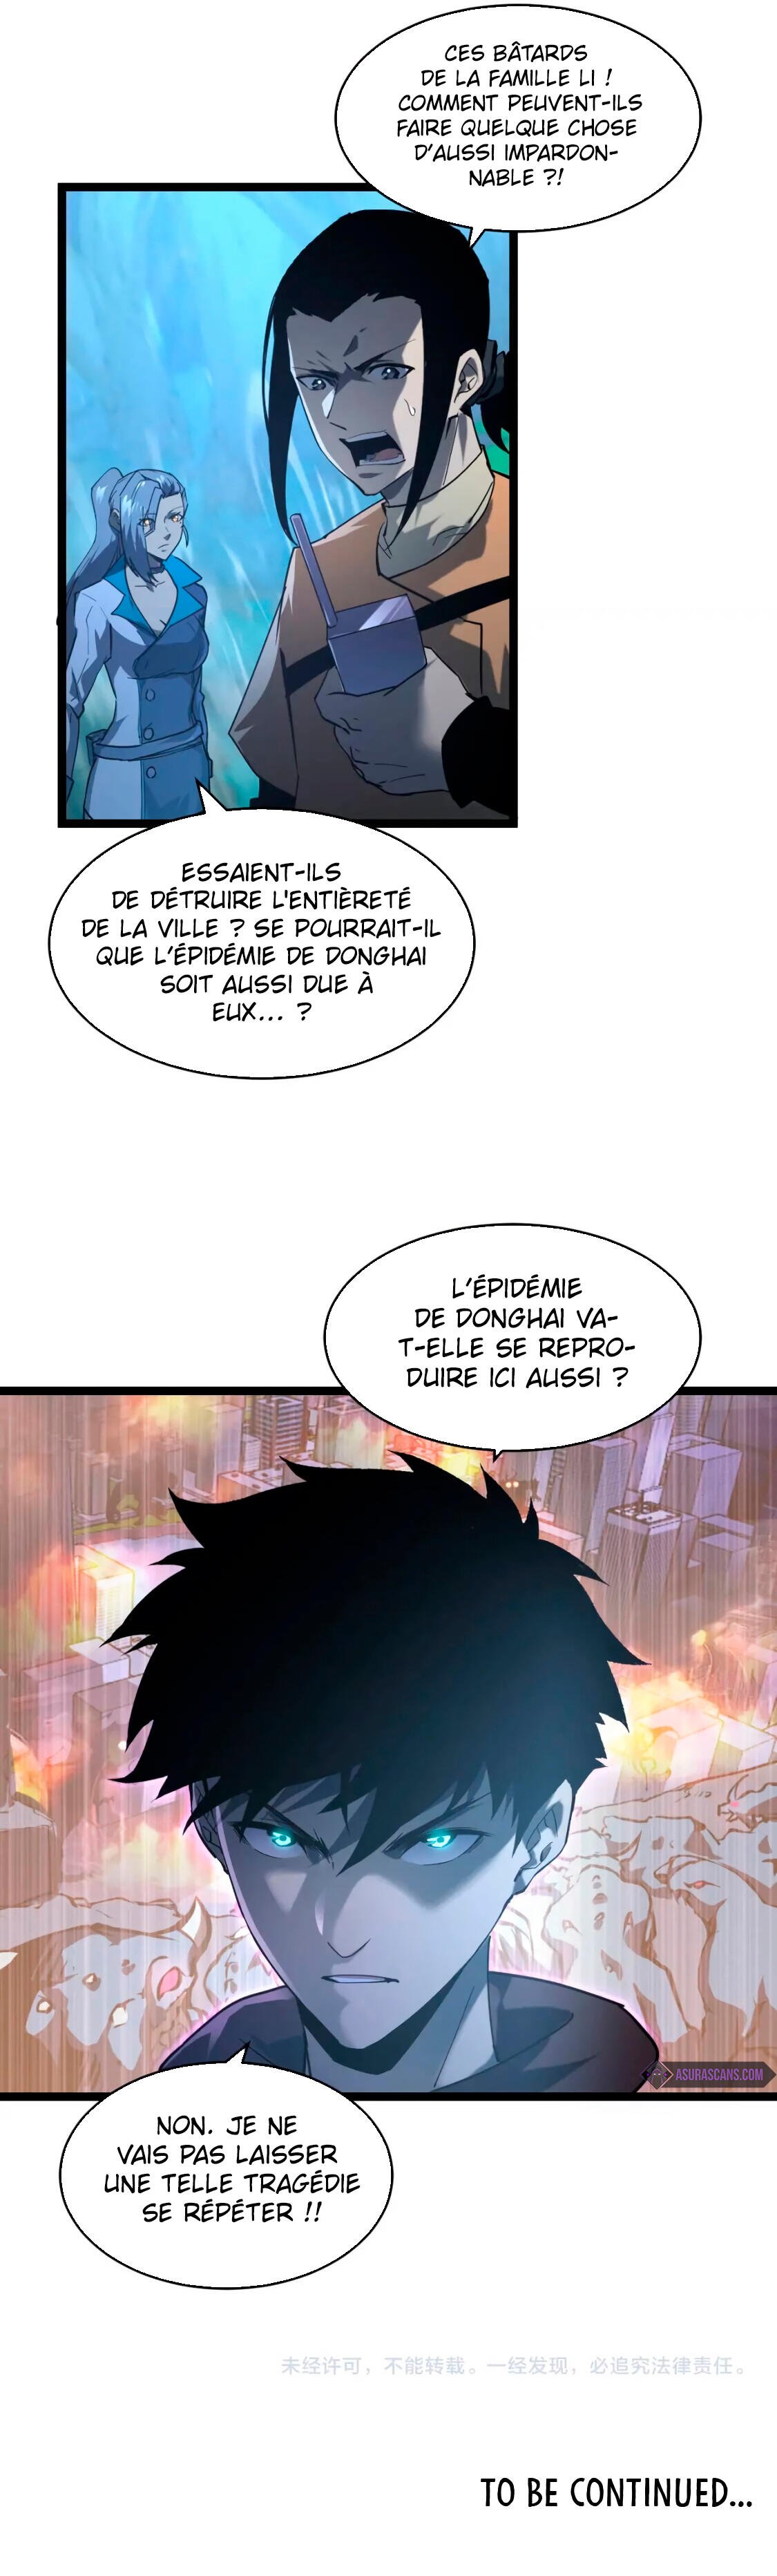 CES BÂTARDS
DE LA FAMILLE LI !
COMMENT PEUVENT-ILS
FAIRE QUELQUE CHOSE
D'AUSSI IMPARDON-
NABLE ?!
ESSAIENT-ILS
DE DÉTRUIRE L'ENTIÈRETÉ
DE LA VILLE ? SE POURRAIT-IL
QUE L'ÉPIDÉMIE DE DONGHAI
SOIT AUSSI DUE À
EUX... ?
L'ÉPIDÉMIE
DE DONGHAI VA-
T-ELLE SE REPRO-
DUIRE ICI AUSSI ?
ASURASCANS.COM
NON. JE NE
VAIS PAS LAISSER
UNE TELLE TRAGÉDIE
SE RÉPÉTER !!
未经许可，不能转载。一经发现，必追究法律责任。
TO BE CONTINUED...